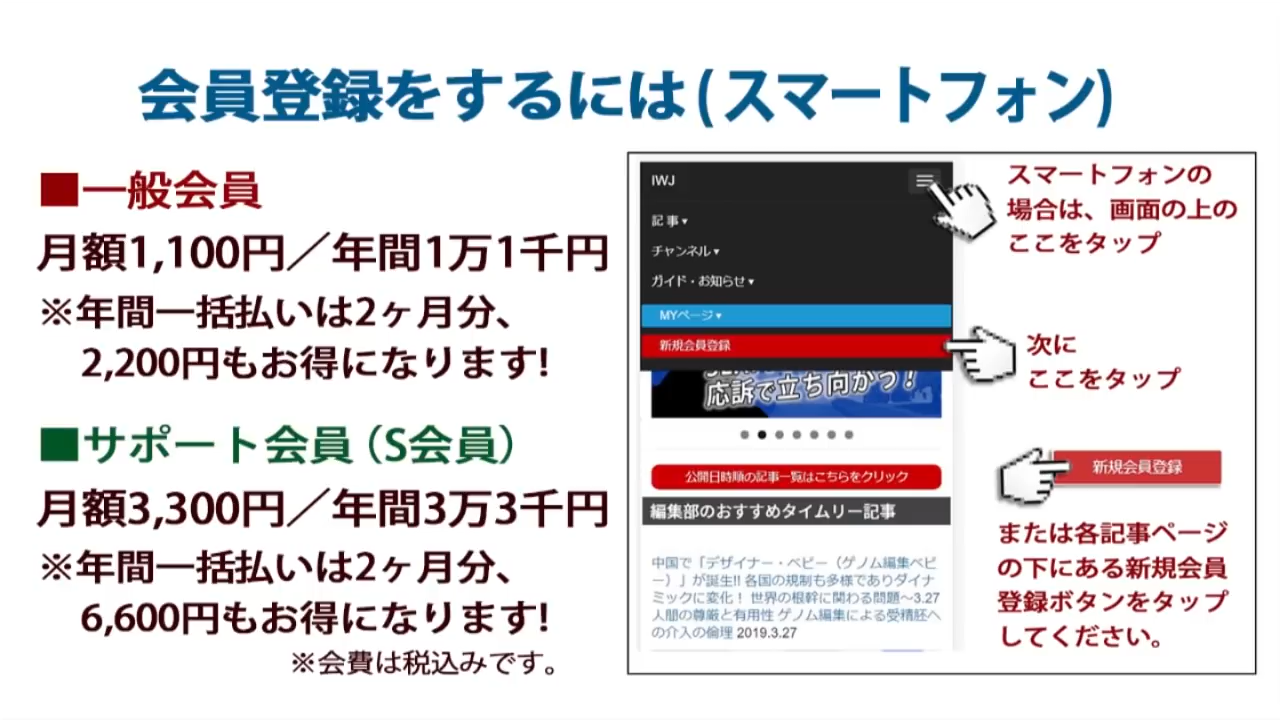 会員登録をするには(スマートフォン)
■一般会員
月額1,100円／年間1万1千円
※年間一括払いは2ヶ月分、
2,200円もお得になります!
■サポート会員（S会員）
月額3,300円／年間3万3千円
※年間一括払いは2ヶ月分、
6,600円もお得になります!
※会費は税込みです。
IWJ
記事▾
チャンネル▾
ガイド・お知らせ▾
MYページ▾
新規会員登録
応訴で立ち向かう！
公開日時順の記事一覧はこちらをクリック
編集部のおすすめタイムリー記事
中国で「デザイナー・ベビー（ゲノム編集ベビ
ー）」が誕生!! 各国の規制も多様でありダイナ
ミックに変化！ 世界の根幹に関わる問題～3.27
人間の尊厳と有用性 ゲノム編集による受精胚へ
の介入の倫理 2019.3.27
スマートフォンの
場合は、画面の上の
ここをタップ
次に
ここをタップ
新規会員登録
または各記事ページ
の下にある新規会員
登録ボタンをタップ
してください。